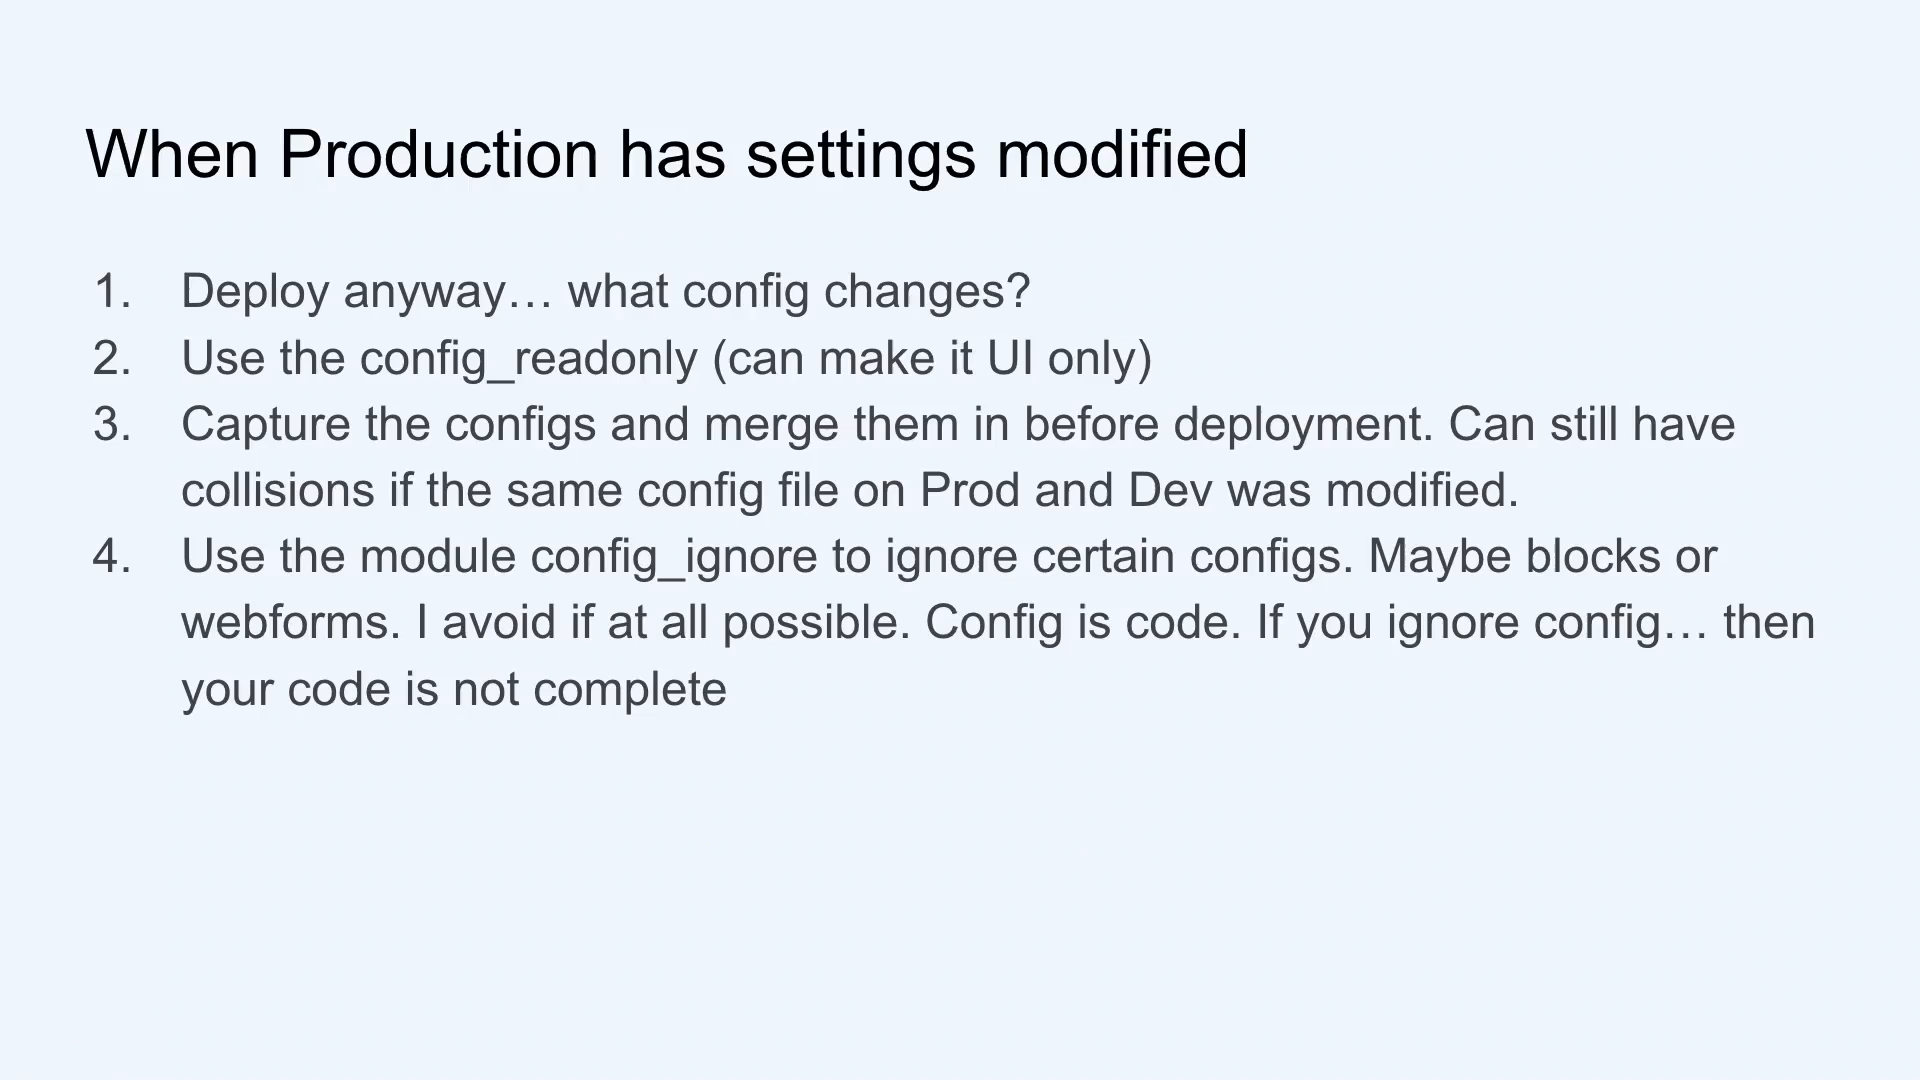 When Production has settings modified
1. Deploy anyway… what config changes?
2. Use the config_readonly (can make it UI only)
3. Capture the configs and merge them in before deployment. Can still have
collisions if the same config file on Prod and Dev was modified.
4. Use the module config_ignore to ignore certain configs. Maybe blocks or
webforms. I avoid if at all possible. Config is code. If you ignore config… then
your code is not complete